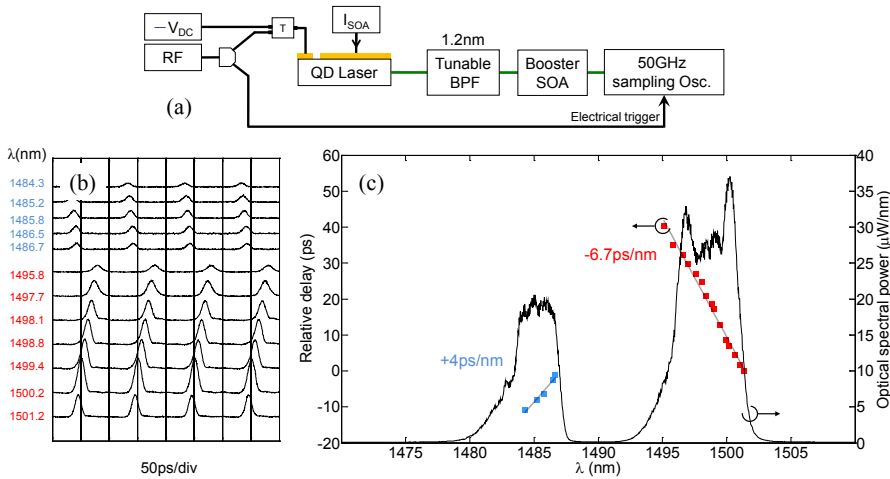 −V_DC
RF
T
I_SOA
QD Laser
1.2nm
Tunable
BPF
Booster
SOA
50GHz
sampling Osc.
Electrical trigger
(a)
λ(nm)
(b)
1484.3
1485.2
1485.8
1486.5
1486.7
1495.8
1497.7
1498.1
1498.8
1499.4
1500.2
1501.2
50ps/div
(c)
Relative delay (ps)
60
50
40
30
20
10
0
-10
-20
+4ps/nm
-6.7ps/nm
1475
1480
1485
1490
1495
1500
1505
λ (nm)
40
35
30
25
20
15
10
5
0
Optical spectral power (μW/nm)